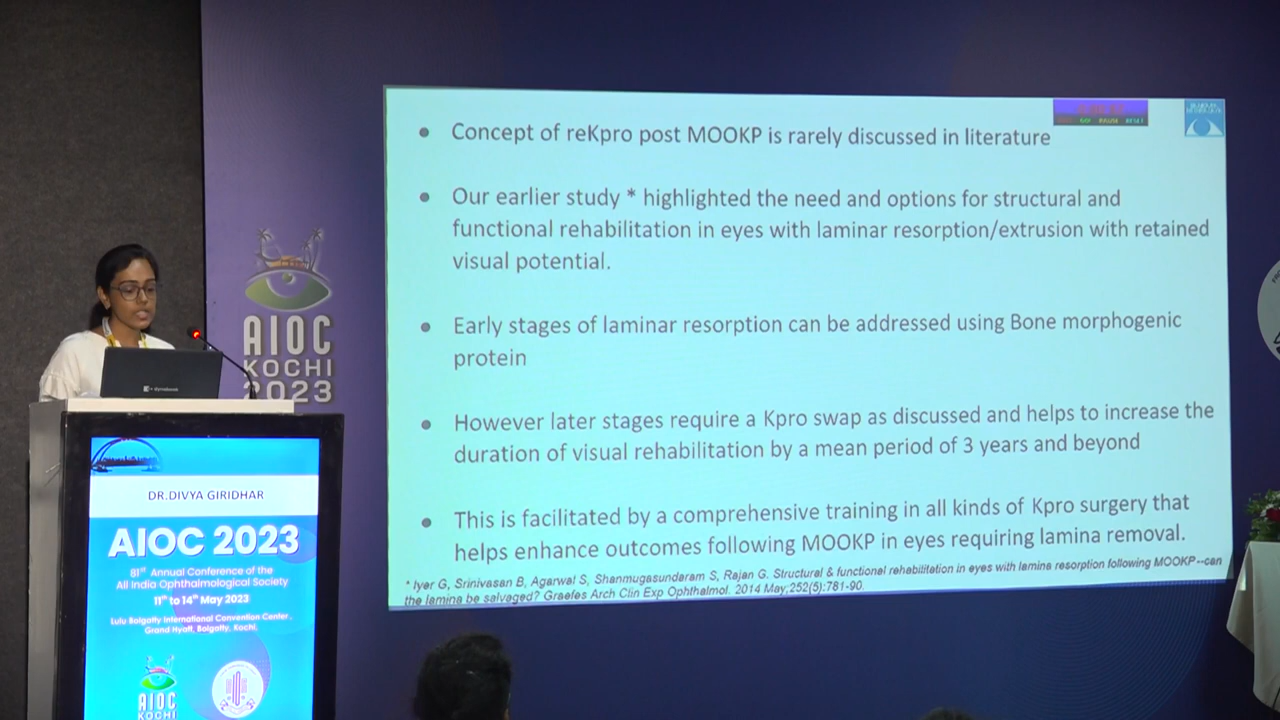 Concept of reKpro post MOOKP is rarely discussed in literature
Our earlier study * highlighted the need and options for structural and
functional rehabilitation in eyes with laminar resorption/extrusion with retained
visual potential.
Early stages of laminar resorption can be addressed using Bone morphogenic
protein
However later stages require a Kpro swap as discussed and helps to increase the
duration of visual rehabilitation by a mean period of 3 years and beyond
This is facilitated by a comprehensive training in all kinds of Kpro surgery that
helps enhance outcomes following MOOKP in eyes requiring lamina removal.
* Iyer G, Srinivasan B, Agarwal S, Shanmugasundaram S, Rajan G. Structural & functional rehabilitation in eyes with lamina resorption following MOOKP--can
the lamina be salvaged? Graefes Arch Clin Exp Ophthalmol. 2014 May;252(5):781-90.
AIOC
KOCHI
2023
dynabook
DR.DIVYA GIRIDHAR
AIOC 2023
81st Annual Conference of the
All India Ophthalmological Society
11th to 14th May 2023
Lulu Bolgatty International Convention Center,
Grand Hyatt, Bolgatty, Kochi.
AIOC
KOCHI